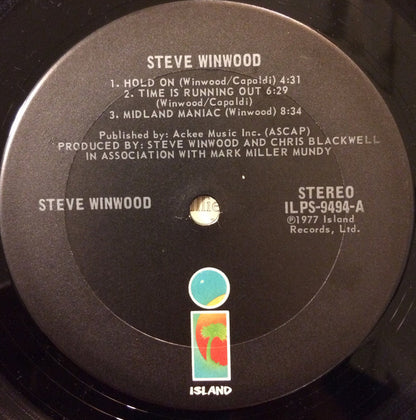 STEVE WINWOOD
1. HOLD ON (Winwood/Capaldi) 4:31
2. TIME IS RUNNING OUT 6:29
(Winwood/Capaldi)
3. MIDLAND MANIAC (Winwood) 8:34
Published by: Ackee Music Inc. (ASCAP)
PRODUCED BY: STEVE WINWOOD AND CHRIS BLACKWELL
IN ASSOCIATION WITH MARK MILLER MUNDY
STEVE WINWOOD
STEREO
ILPS-9494-A
℗1977 Island
Records, Ltd.
ISLAND